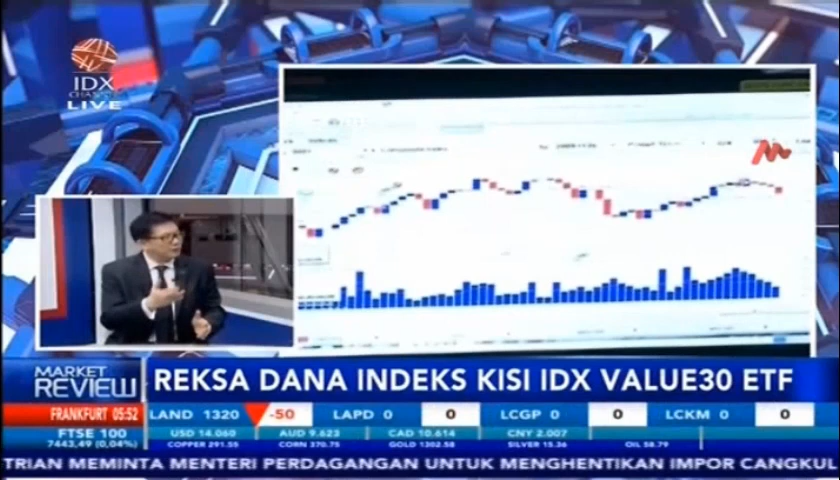 IDX
CHANNEL
LIVE
MARKET
REVIEW
REKSA DANA INDEKS KISI IDX VALUE30 ETF
FRANKFURT 05:52
LAND 1320 -50 LAPD 0 0 LCGP 0 0 LCKM 0 0
FTSE 100
7443,49 (0,04%)
USD 14.060 AUD 9.623 CAD 10.614 CNY 2.007
COPPER 291.55 CORN 370.75 GOLD 1302.58 SILVER 15.36 OIL 58.79
TRIAN MEMINTA MENTERI PERDAGANGAN UNTUK MENGHENTIKAN IMPOR CANGKUL